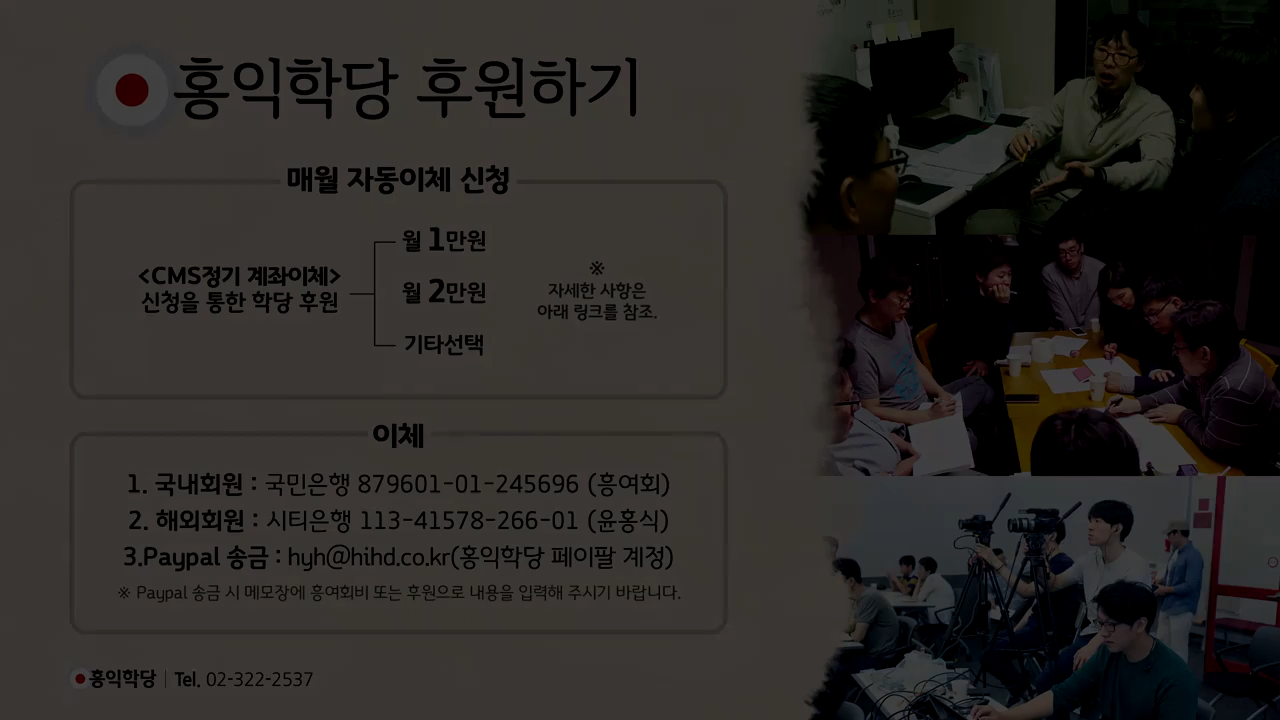 홍익학당 후원하기
매월 자동이체 신청
<CMS정기 계좌이체>
신청을 통한 학당 후원
월 1만원
월 2만원
기타선택
※
자세한 사항은
아래 링크를 참조.
이체
1. 국내회원 : 국민은행 879601-01-245696 (흥여회)
2. 해외회원 : 시티은행 113-41578-266-01 (윤홍식)
3.Paypal 송금 : hyh@hihd.co.kr(홍익학당 페이팔 계정)
※ Paypal 송금 시 메모장에 흥여회비 또는 후원으로 내용을 입력해 주시기 바랍니다.
홍익학당 | Tel. 02-322-2537